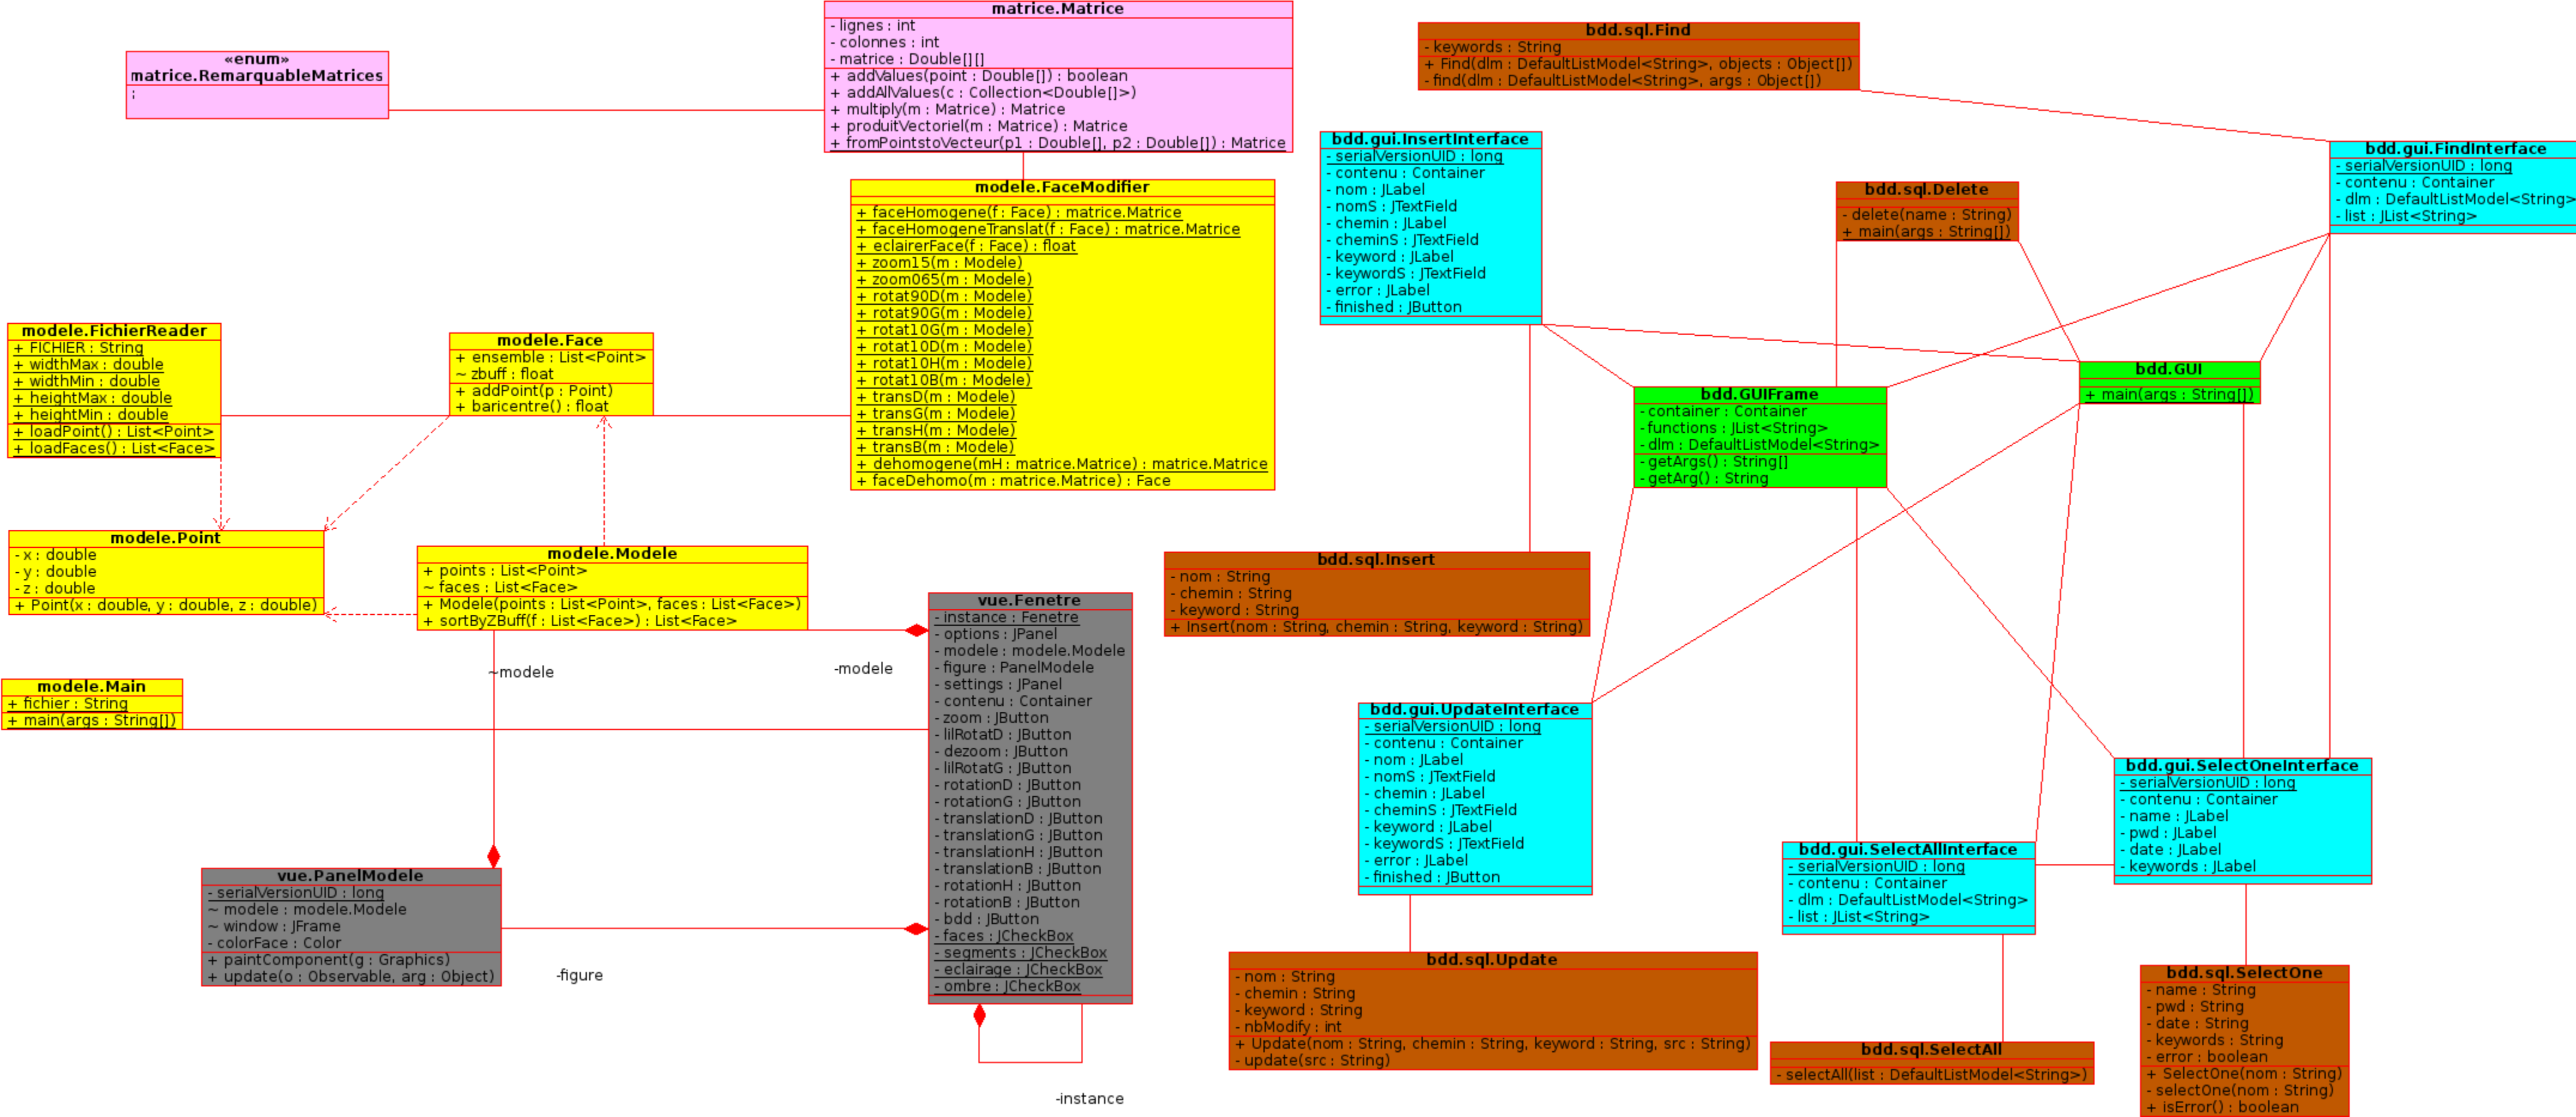 «enum»
matrice.RemarquableMatrices
;
matrice.Matrice
- lignes : int
- colonnes : int
- matrice : Double[][]
+ addValues(point : Double[]) : boolean
+ addAllValues(c : Collection<Double[]>)
+ multiply(m : Matrice) : Matrice
+ produitVectoriel(m : Matrice) : Matrice
+ fromPointstoVecteur(p1 : Double[], p2 : Double[]) : Matrice
bdd.sql.Find
- keywords : String
+ Find(dlm : DefaultListModel<String>, objects : Object[])
- find(dlm : DefaultListModel<String>, args : Object[])
bdd.gui.InsertInterface
- serialVersionUID : long
- contenu : Container
- nom : JLabel
- nomS : JTextField
- chemin : JLabel
- cheminS : JTextField
- keyword : JLabel
- keywordS : JTextField
- error : JLabel
- finished : JButton
bdd.gui.FindInterface
- serialVersionUID : long
- contenu : Container
- dlm : DefaultListModel<String>
- list : JList<String>
bdd.sql.Delete
- delete(name : String)
+ main(args : String[])
modele.FaceModifier
+ faceHomogene(f : Face) : matrice.Matrice
+ faceHomogeneTranslat(f : Face) : matrice.Matrice
+ eclairerFace(f : Face) : float
+ zoom15(m : Modele)
+ zoom065(m : Modele)
+ rotat90D(m : Modele)
+ rotat90G(m : Modele)
+ rotat10G(m : Modele)
+ rotat10D(m : Modele)
+ rotat10H(m : Modele)
+ rotat10B(m : Modele)
+ transD(m : Modele)
+ transG(m : Modele)
+ transH(m : Modele)
+ transB(m : Modele)
+ dehomogene(mH : matrice.Matrice) : matrice.Matrice
+ faceDehomo(m : matrice.Matrice) : Face
modele.FichierReader
+ FICHIER : String
+ widthMax : double
+ widthMin : double
+ heightMax : double
+ heightMin : double
+ loadPoint() : List<Point>
+ loadFaces() : List<Face>
modele.Face
+ ensemble : List<Point>
~ zbuff : float
+ addPoint(p : Point)
+ baricentre() : float
bdd.GUIFrame
- container : Container
- functions : JList<String>
- dlm : DefaultListModel<String>
- getArgs() : String[]
- getArg() : String
bdd.GUI
+ main(args : String[])
modele.Point
- x : double
- y : double
- z : double
+ Point(x : double, y : double, z : double)
modele.Modele
+ points : List<Point>
~ faces : List<Face>
+ Modele(points : List<Point>, faces : List<Face>)
+ sortByZBuff(f : List<Face>) : List<Face>
~modele
-modele
bdd.sql.Insert
- nom : String
- chemin : String
- keyword : String
+ Insert(nom : String, chemin : String, keyword : String)
modele.Main
+ fichier : String
+ main(args : String[])
vue.Fenetre
- instance : Fenetre
- options : JPanel
- modele : modele.Modele
- figure : PanelModele
- settings : JPanel
- contenu : Container
- zoom : JButton
- lilRotatD : JButton
- dezoom : JButton
- lilRotatG : JButton
- rotationD : JButton
- rotationG : JButton
- translationD : JButton
- translationG : JButton
- translationH : JButton
- translationB : JButton
- rotationH : JButton
- rotationB : JButton
- bdd : JButton
- faces : JCheckBox
- segments : JCheckBox
- eclairage : JCheckBox
- ombre : JCheckBox
-instance
vue.PanelModele
- serialVersionUID : long
~ modele : modele.Modele
~ window : JFrame
- colorFace : Color
+ paintComponent(g : Graphics)
+ update(o : Observable, arg : Object)
-figure
bdd.gui.UpdateInterface
- serialVersionUID : long
- contenu : Container
- nom : JLabel
- nomS : JTextField
- chemin : JLabel
- cheminS : JTextField
- keyword : JLabel
- keywordS : JTextField
- error : JLabel
- finished : JButton
bdd.gui.SelectOneInterface
- serialVersionUID : long
- contenu : Container
- name : JLabel
- pwd : JLabel
- date : JLabel
- keywords : JLabel
bdd.gui.SelectAllInterface
- serialVersionUID : long
- contenu : Container
- dlm : DefaultListModel<String>
- list : JList<String>
bdd.sql.Update
- nom : String
- chemin : String
- keyword : String
- nbModify : int
+ Update(nom : String, chemin : String, keyword : String, src : String)
- update(src : String)
bdd.sql.SelectAll
- selectAll(list : DefaultListModel<String>)
bdd.sql.SelectOne
- name : String
- pwd : String
- date : String
- keywords : String
- error : boolean
+ SelectOne(nom : String)
- selectOne(nom : String)
+ isError() : boolean